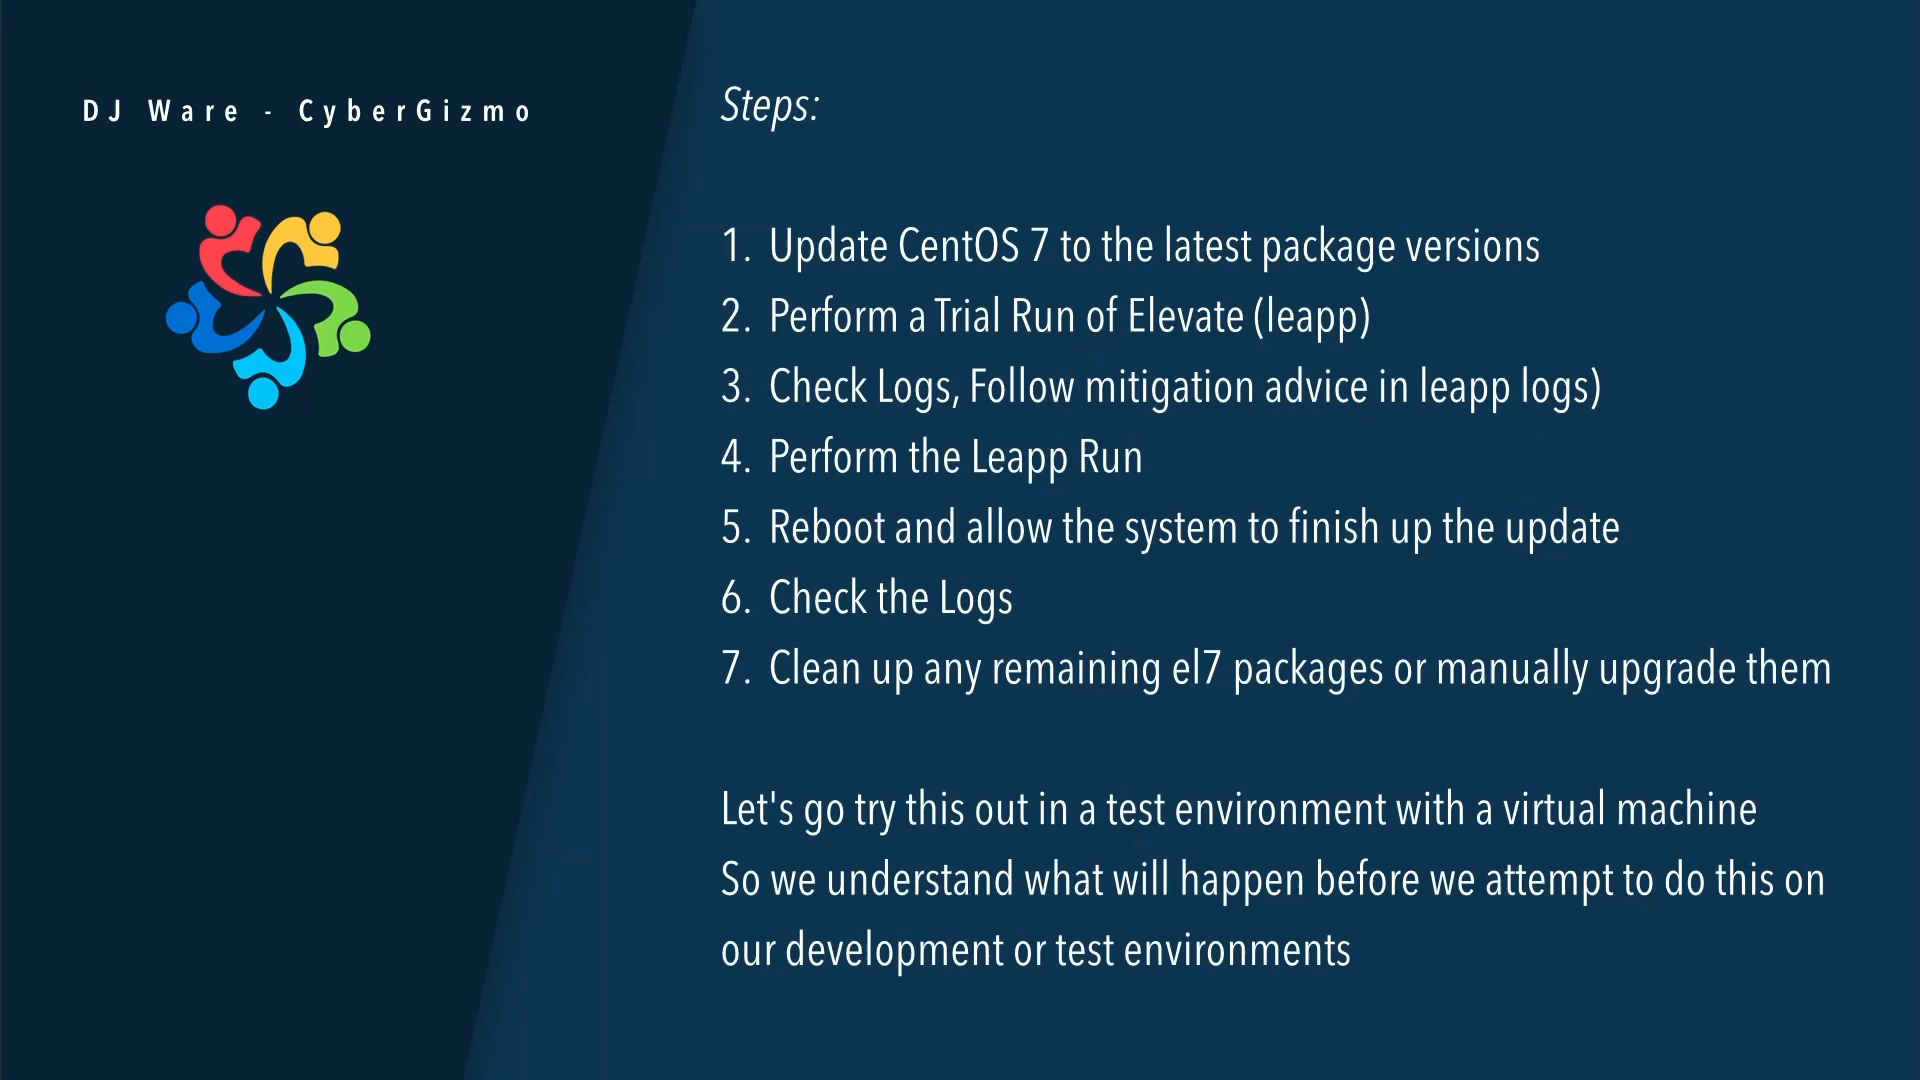 DJ Ware - CyberGizmo
Steps:
1. Update CentOS 7 to the latest package versions
2. Perform a Trial Run of Elevate (leapp)
3. Check Logs, Follow mitigation advice in leapp logs)
4. Perform the Leapp Run
5. Reboot and allow the system to finish up the update
6. Check the Logs
7. Clean up any remaining el7 packages or manually upgrade them
Let's go try this out in a test environment with a virtual machine
So we understand what will happen before we attempt to do this on
our development or test environments